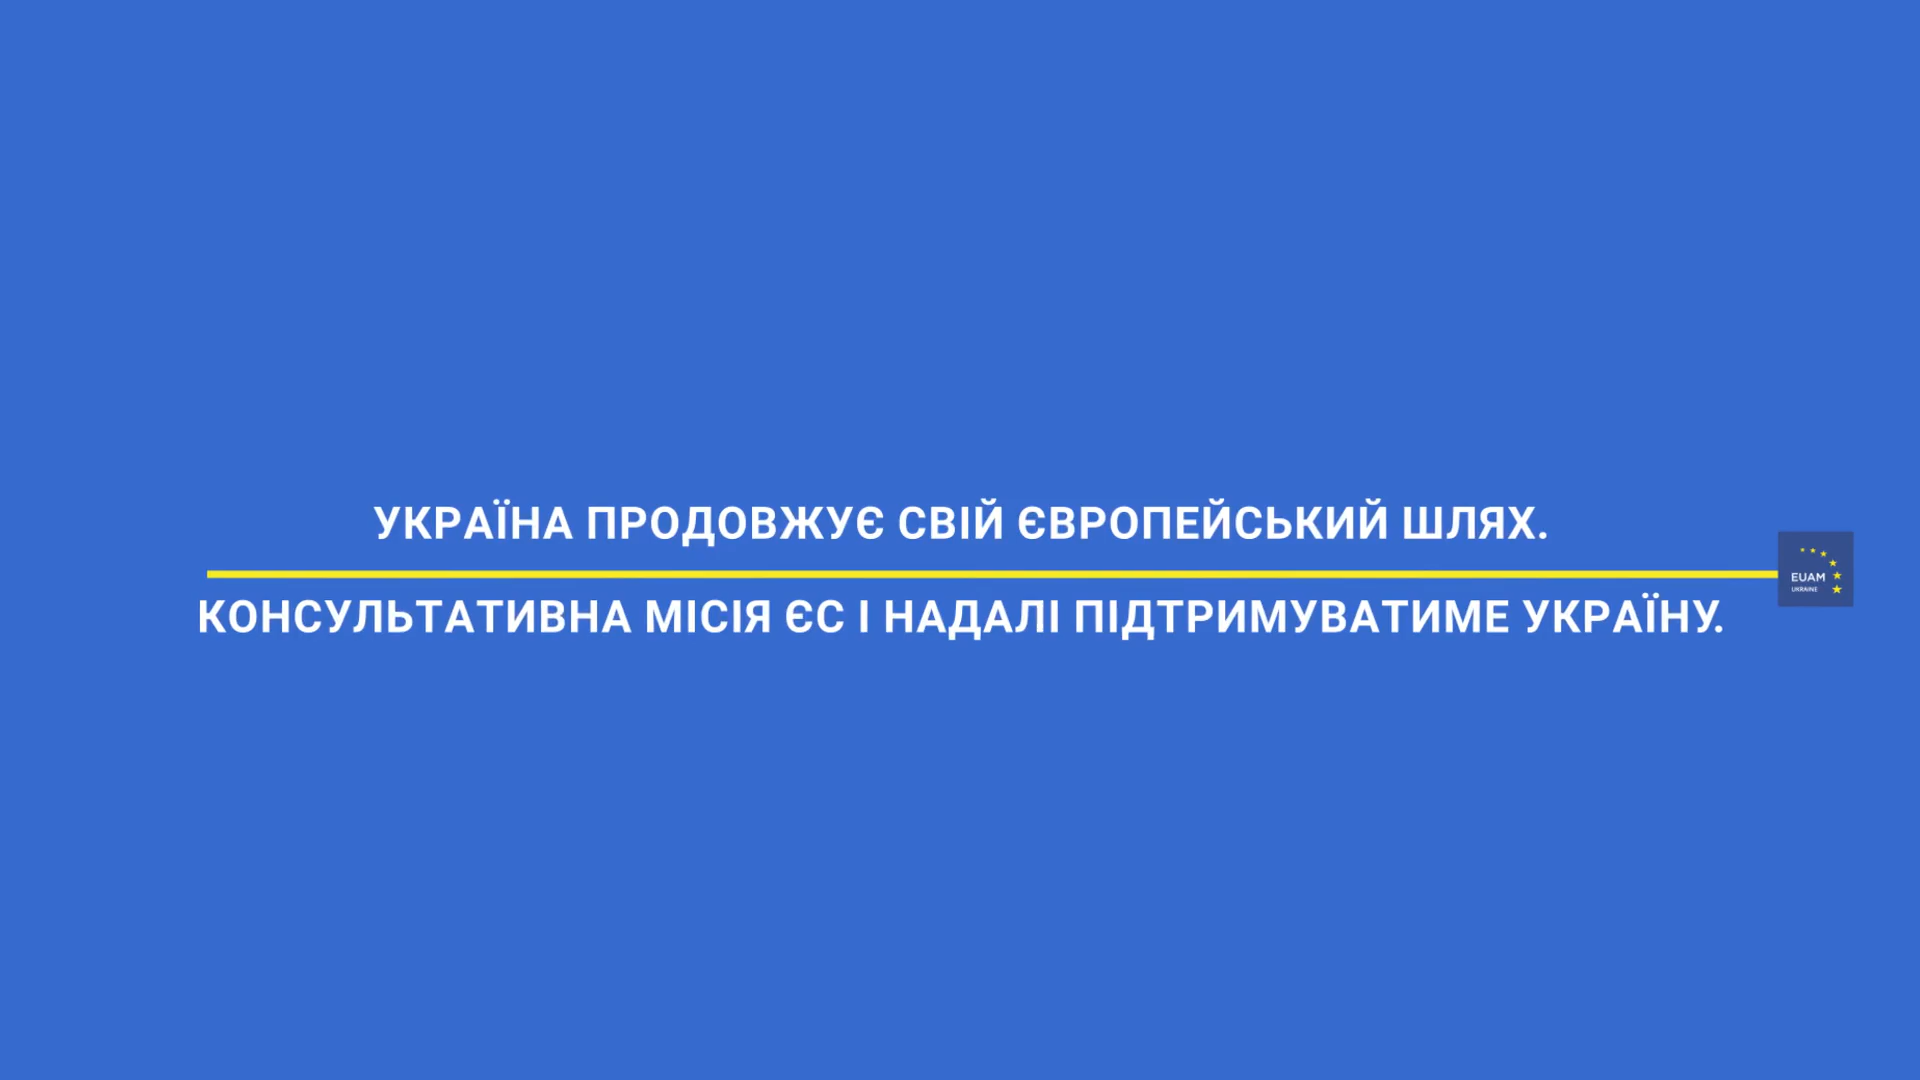 УКРАЇНА ПРОДОВЖУЄ СВІЙ ЄВРОПЕЙСЬКИЙ ШЛЯХ.
КОНСУЛЬТАТИВНА МІСІЯ ЄС І НАДАЛІ ПІДТРИМУВАТИМЕ УКРАЇНУ.
EUAM
UKRAINE